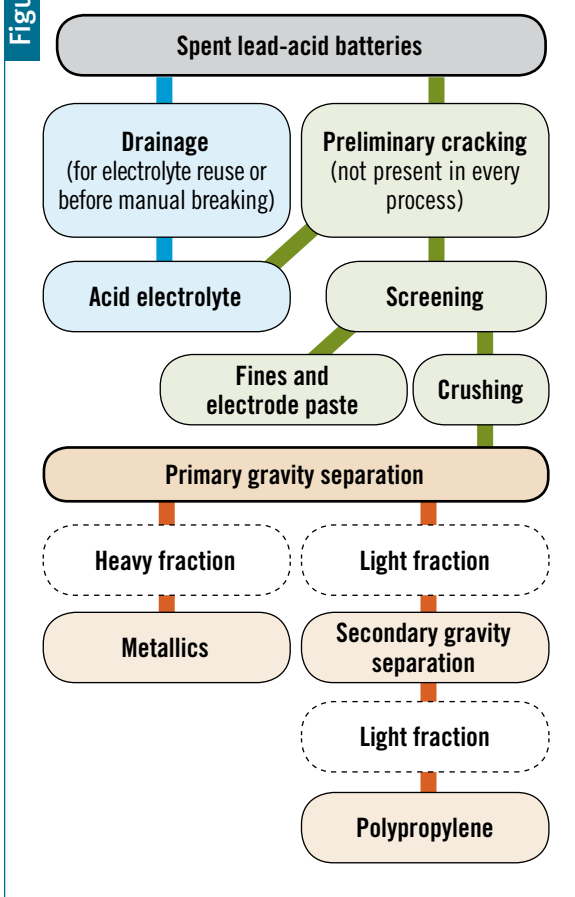 Figu
Spent lead-acid batteries
Drainage
(for electrolyte reuse or
before manual breaking)
Preliminary cracking
(not present in every
process)
Acid electrolyte
Screening
Fines and
electrode paste
Crushing
Primary gravity separation
Heavy fraction
Light fraction
Metallics
Secondary gravity
separation
Light fraction
Polypropylene